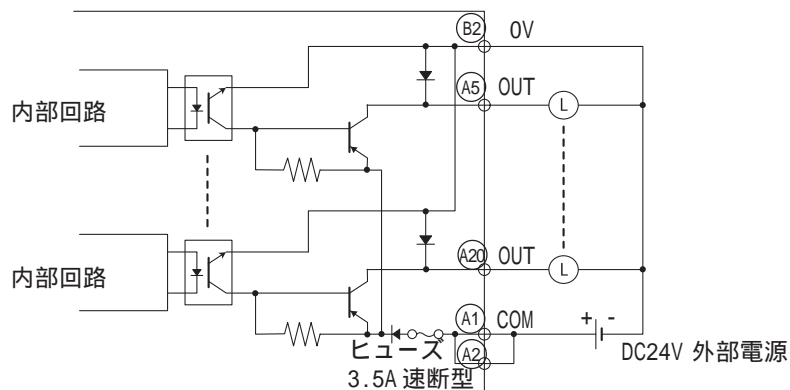 B2 0V
A5 OUT
内部回路 L
A20 OUT
内部回路 L
A1 COM + -
ヒューズ A2 DC24V 外部電源
3.5A 速断型